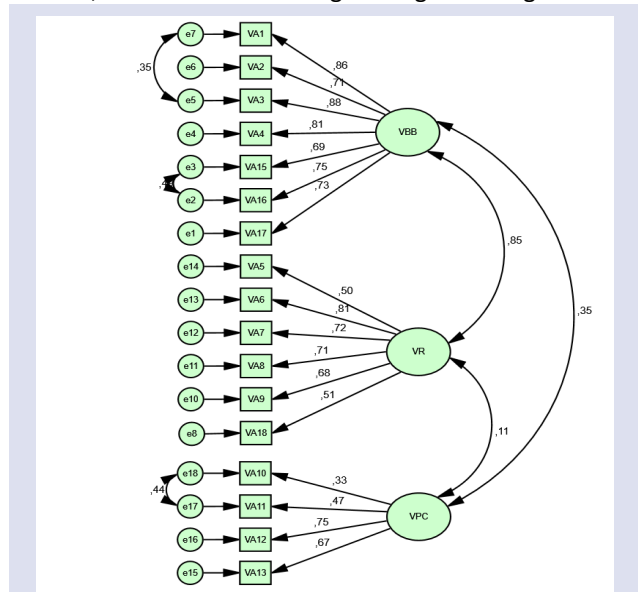 e7 VA1
,86
e6 VA2
,71
,35
e5 VA3
,88
e4 VA4
,81
VBB
e3 VA15
,69
e2 VA16
,75
e1 VA17
,73
,85
e14 VA5
,50
e13 VA6
,81
,35
e12 VA7
,72
VR
e11 VA8
,71
e10 VA9
,68
e8 VA18
,51
,11
e18 VA10
,33
,44
e17 VA11
,47
VPC
e16 VA12
,75
e15 VA13
,67